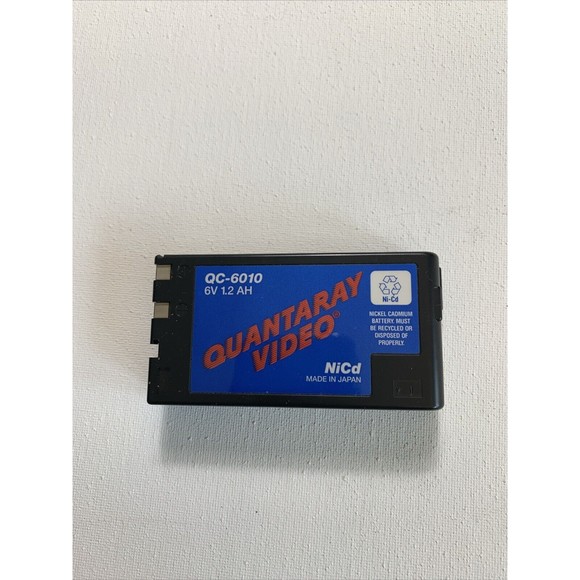 QC-6010
6V 1.2 AH
QUANTARAY
VIDEO®
NiCd
MADE IN JAPAN
Ni-Cd
NICKEL CADMIUM
BATTERY. MUST
BE RECYCLED OR
DISPOSED OF
PROPERLY.